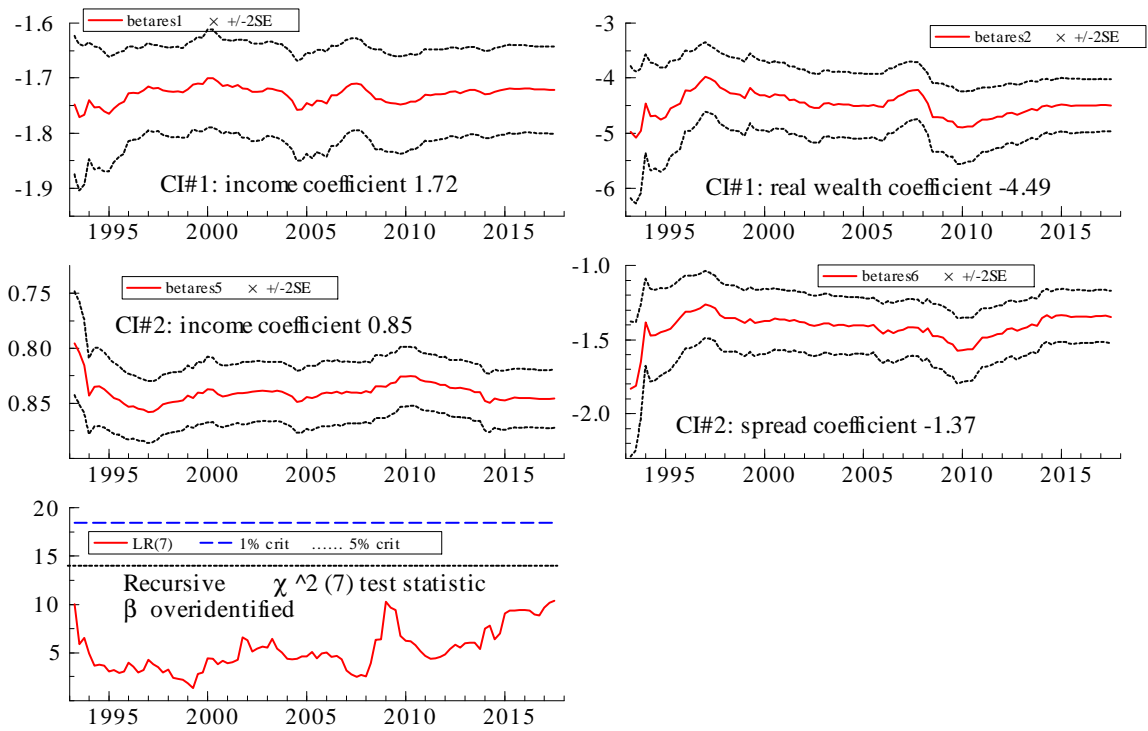 -1.6
-1.7
-1.8
-1.9
betares1 × +/-2SE
CI#1: income coefficient 1.72
1995 2000 2005 2010 2015
-3
-4
-5
-6
betares2 × +/-2SE
CI#1: real wealth coefficient -4.49
1995 2000 2005 2010 2015
0.75
0.80
0.85
betares5 × +/-2SE
CI#2: income coefficient 0.85
1995 2000 2005 2010 2015
-1.0
-1.5
-2.0
betares6 × +/-2SE
CI#2: spread coefficient -1.37
1995 2000 2005 2010 2015
20
15
10
5
LR(7) 1% crit ...... 5% crit
Recursive χ ^2 (7) test statistic
β overidentified
1995 2000 2005 2010 2015